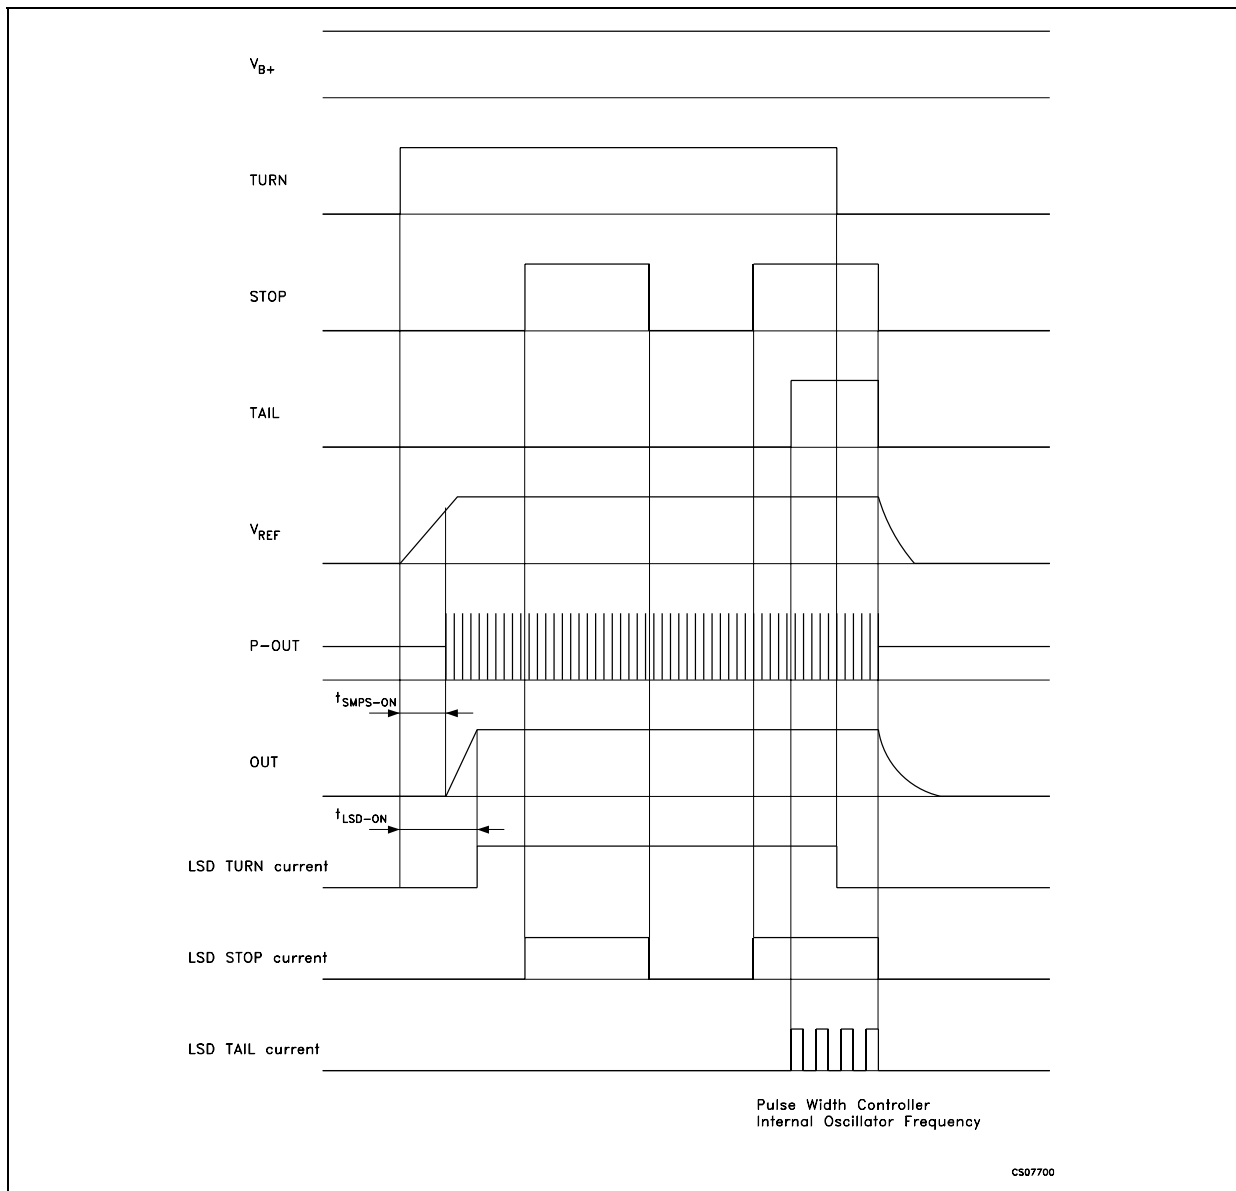 V_B+
TURN
STOP
TAIL
V_REF
P-OUT
t_SMPS-ON
OUT
t_LSD-ON
LSD TURN current
LSD STOP current
LSD TAIL current
Pulse Width Controller
Internal Oscillator Frequency
CS07700